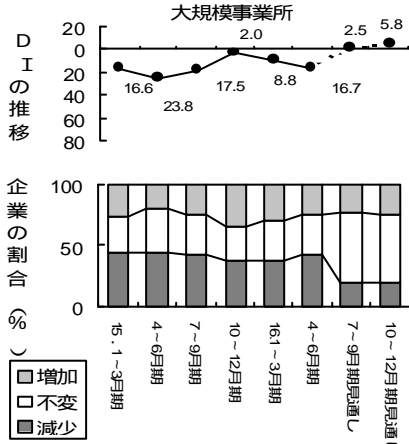 大規模事業所
DIの推移
20
0
20
40
60
80
16.6
23.8
17.5
2.0
8.8
16.7
2.5
5.8
企業の割合（％）
100
50
0
15．1～3月期
4～6月期
7～9月期
10～12月期
16.1～3月期
4～6月期
7～9月期見通し
10～12月期見通し
増加
不変
減少